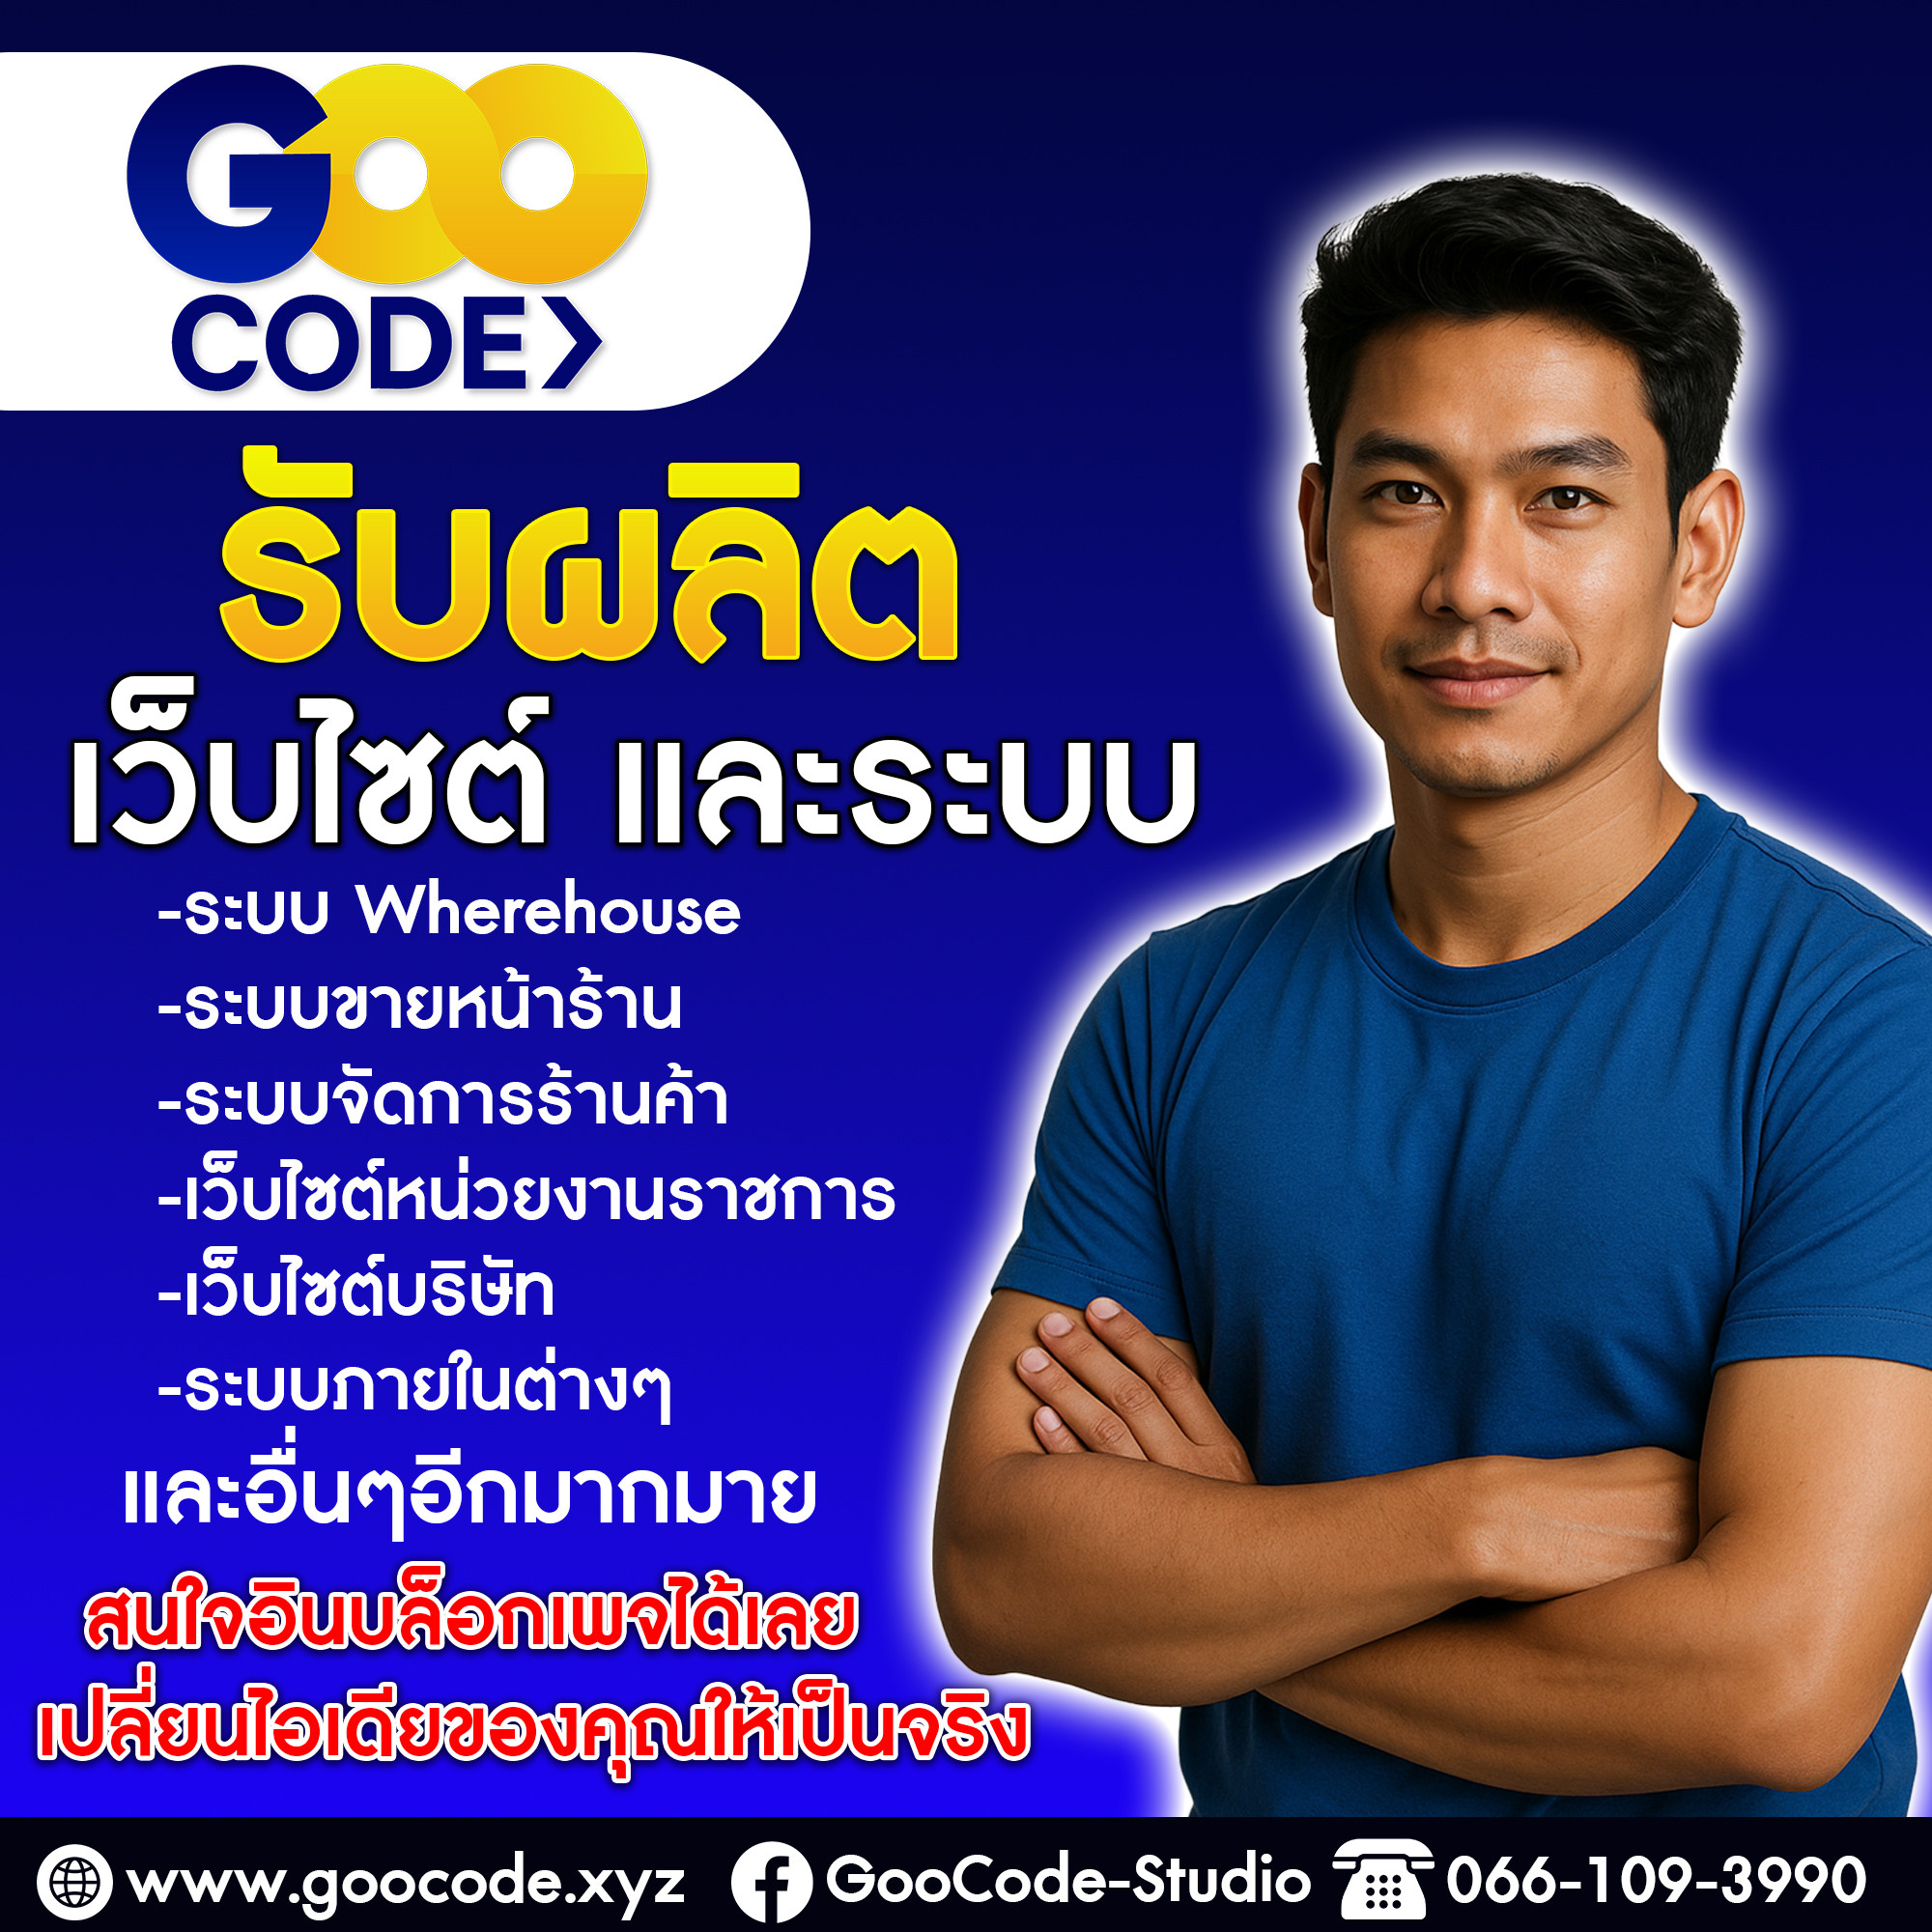 GOO
CODE>
รับผลิต
เว็บไซต์ และระบบ
-ระบบ Wherehouse
-ระบบขายหน้าร้าน
-ระบบจัดการร้านค้า
-เว็บไซต์หน่วยงานราชการ
-เว็บไซต์บริษัท
-ระบบภายในต่างๆ
และอื่นๆอีกมากมาย
สนใจอินบล็อกเพจได้เลย
เปลี่ยนไอเดียของคุณให้เป็นจริง
www.goocode.xyz GooCode-Studio 066-109-3990